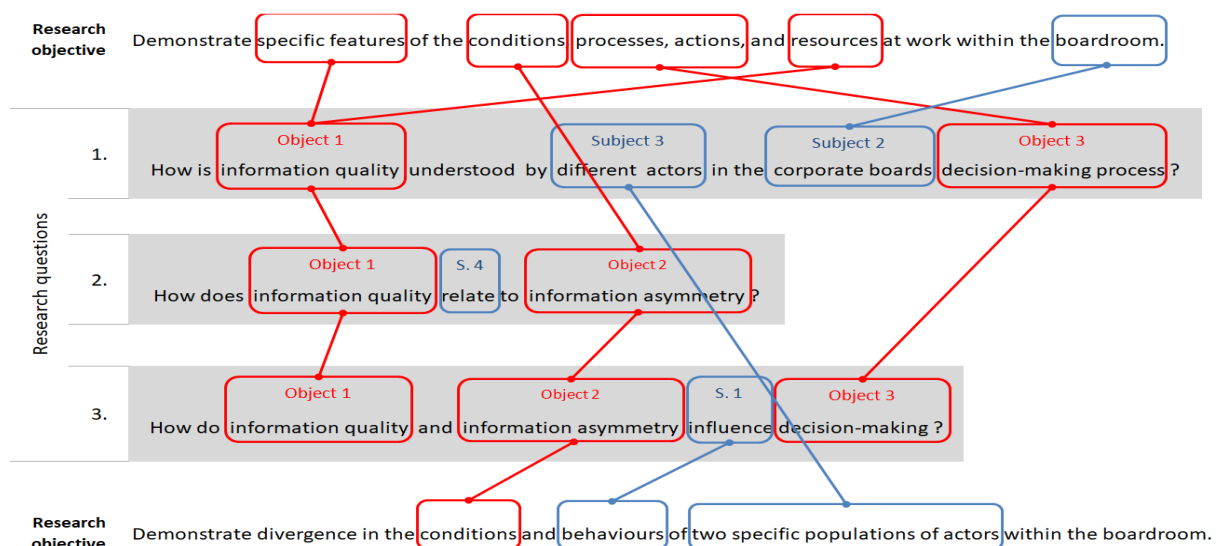 Research
objective
Demonstrate specific features of the conditions, processes, actions, and resources at work within the boardroom.
Research questions
Object 1 Subject 3 Subject 2 Object 3
1.
How is information quality understood by different actors in the corporate boards decision-making process ?
Object 1 S. 4 Object 2
2.
How does information quality relate to information asymmetry ?
Object 1 Object 2 S. 1 Object 3
3.
How do information quality and information asymmetry influence decision-making ?
Research
objective
Demonstrate divergence in the conditions and behaviours of two specific populations of actors within the boardroom.